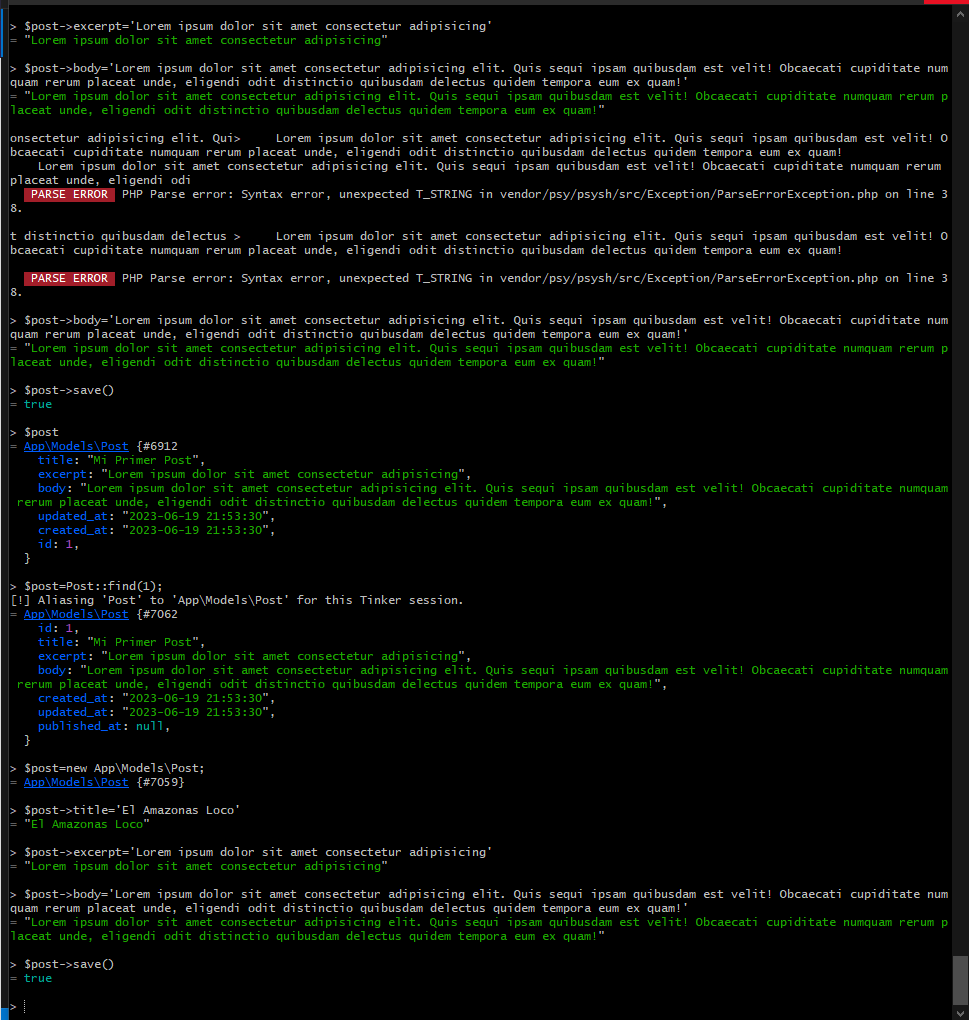 > $post->excerpt='Lorem ipsum dolor sit amet consectetur adipisicing'
= "Lorem ipsum dolor sit amet consectetur adipisicing"
> $post->body='Lorem ipsum dolor sit amet consectetur adipisicing elit. Quis sequi ipsam quibusdam est velit! Obcaecati cupiditate num
quam rerum placeat unde, eligendi odit distinctio quibusdam delectus quidem tempora eum ex quam!'
= "Lorem ipsum dolor sit amet consectetur adipisicing elit. Quis sequi ipsam quibusdam est velit! Obcaecati cupiditate numquam rerum p
laceat unde, eligendi odit distinctio quibusdam delectus quidem tempora eum ex quam!"
onsectetur adipisicing elit. Qui>     Lorem ipsum dolor sit amet consectetur adipisicing elit. Quis sequi ipsam quibusdam est velit! O
bcaecati cupiditate numquam rerum placeat unde, eligendi odit distinctio quibusdam delectus quidem tempora eum ex quam!
    Lorem ipsum dolor sit amet consectetur adipisicing elit. Quis sequi ipsam quibusdam est velit! Obcaecati cupiditate numquam rerum
placeat unde, eligendi odi
  PARSE ERROR  PHP Parse error: Syntax error, unexpected T_STRING in vendor/psy/psysh/src/Exception/ParseErrorException.php on line 3
8.
t distinctio quibusdam delectus >     Lorem ipsum dolor sit amet consectetur adipisicing elit. Quis sequi ipsam quibusdam est velit! O
bcaecati cupiditate numquam rerum placeat unde, eligendi odit distinctio quibusdam delectus quidem tempora eum ex quam!
  PARSE ERROR  PHP Parse error: Syntax error, unexpected T_STRING in vendor/psy/psysh/src/Exception/ParseErrorException.php on line 3
8.
> $post->body='Lorem ipsum dolor sit amet consectetur adipisicing elit. Quis sequi ipsam quibusdam est velit! Obcaecati cupiditate num
quam rerum placeat unde, eligendi odit distinctio quibusdam delectus quidem tempora eum ex quam!'
= "Lorem ipsum dolor sit amet consectetur adipisicing elit. Quis sequi ipsam quibusdam est velit! Obcaecati cupiditate numquam rerum p
laceat unde, eligendi odit distinctio quibusdam delectus quidem tempora eum ex quam!"
> $post->save()
= true
> $post
= App\Models\Post {#6912
    title: "Mi Primer Post",
    excerpt: "Lorem ipsum dolor sit amet consectetur adipisicing",
    body: "Lorem ipsum dolor sit amet consectetur adipisicing elit. Quis sequi ipsam quibusdam est velit! Obcaecati cupiditate numquam
 rerum placeat unde, eligendi odit distinctio quibusdam delectus quidem tempora eum ex quam!",
    updated_at: "2023-06-19 21:53:30",
    created_at: "2023-06-19 21:53:30",
    id: 1,
  }
> $post=Post::find(1);
[!] Aliasing 'Post' to 'App\Models\Post' for this Tinker session.
= App\Models\Post {#7062
    id: 1,
    title: "Mi Primer Post",
    excerpt: "Lorem ipsum dolor sit amet consectetur adipisicing",
    body: "Lorem ipsum dolor sit amet consectetur adipisicing elit. Quis sequi ipsam quibusdam est velit! Obcaecati cupiditate numquam
 rerum placeat unde, eligendi odit distinctio quibusdam delectus quidem tempora eum ex quam!",
    created_at: "2023-06-19 21:53:30",
    updated_at: "2023-06-19 21:53:30",
    published_at: null,
  }
> $post=new App\Models\Post;
= App\Models\Post {#7059}
> $post->title='El Amazonas Loco'
= "El Amazonas Loco"
> $post->excerpt='Lorem ipsum dolor sit amet consectetur adipisicing'
= "Lorem ipsum dolor sit amet consectetur adipisicing"
> $post->body='Lorem ipsum dolor sit amet consectetur adipisicing elit. Quis sequi ipsam quibusdam est velit! Obcaecati cupiditate num
quam rerum placeat unde, eligendi odit distinctio quibusdam delectus quidem tempora eum ex quam!'
= "Lorem ipsum dolor sit amet consectetur adipisicing elit. Quis sequi ipsam quibusdam est velit! Obcaecati cupiditate numquam rerum p
laceat unde, eligendi odit distinctio quibusdam delectus quidem tempora eum ex quam!"
> $post->save()
= true
>